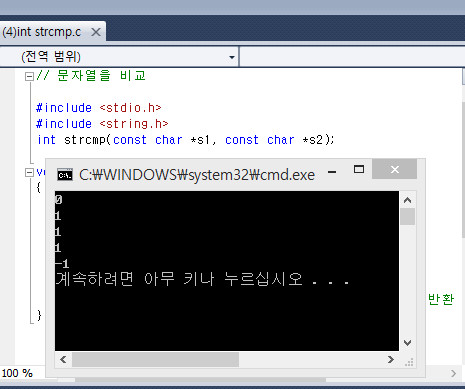 (4)int strcmp.c ×
(전역 범위)
// 문자열을 비교
#include <stdio.h>
#include <string.h>
int strcmp(const char *s1, const char *s2);
C:\WINDOWS\system32\cmd.exe
{
0
1
1
1
-1
계속하려면 아무 키나 누르십시오 . . .
반환
}
100 %